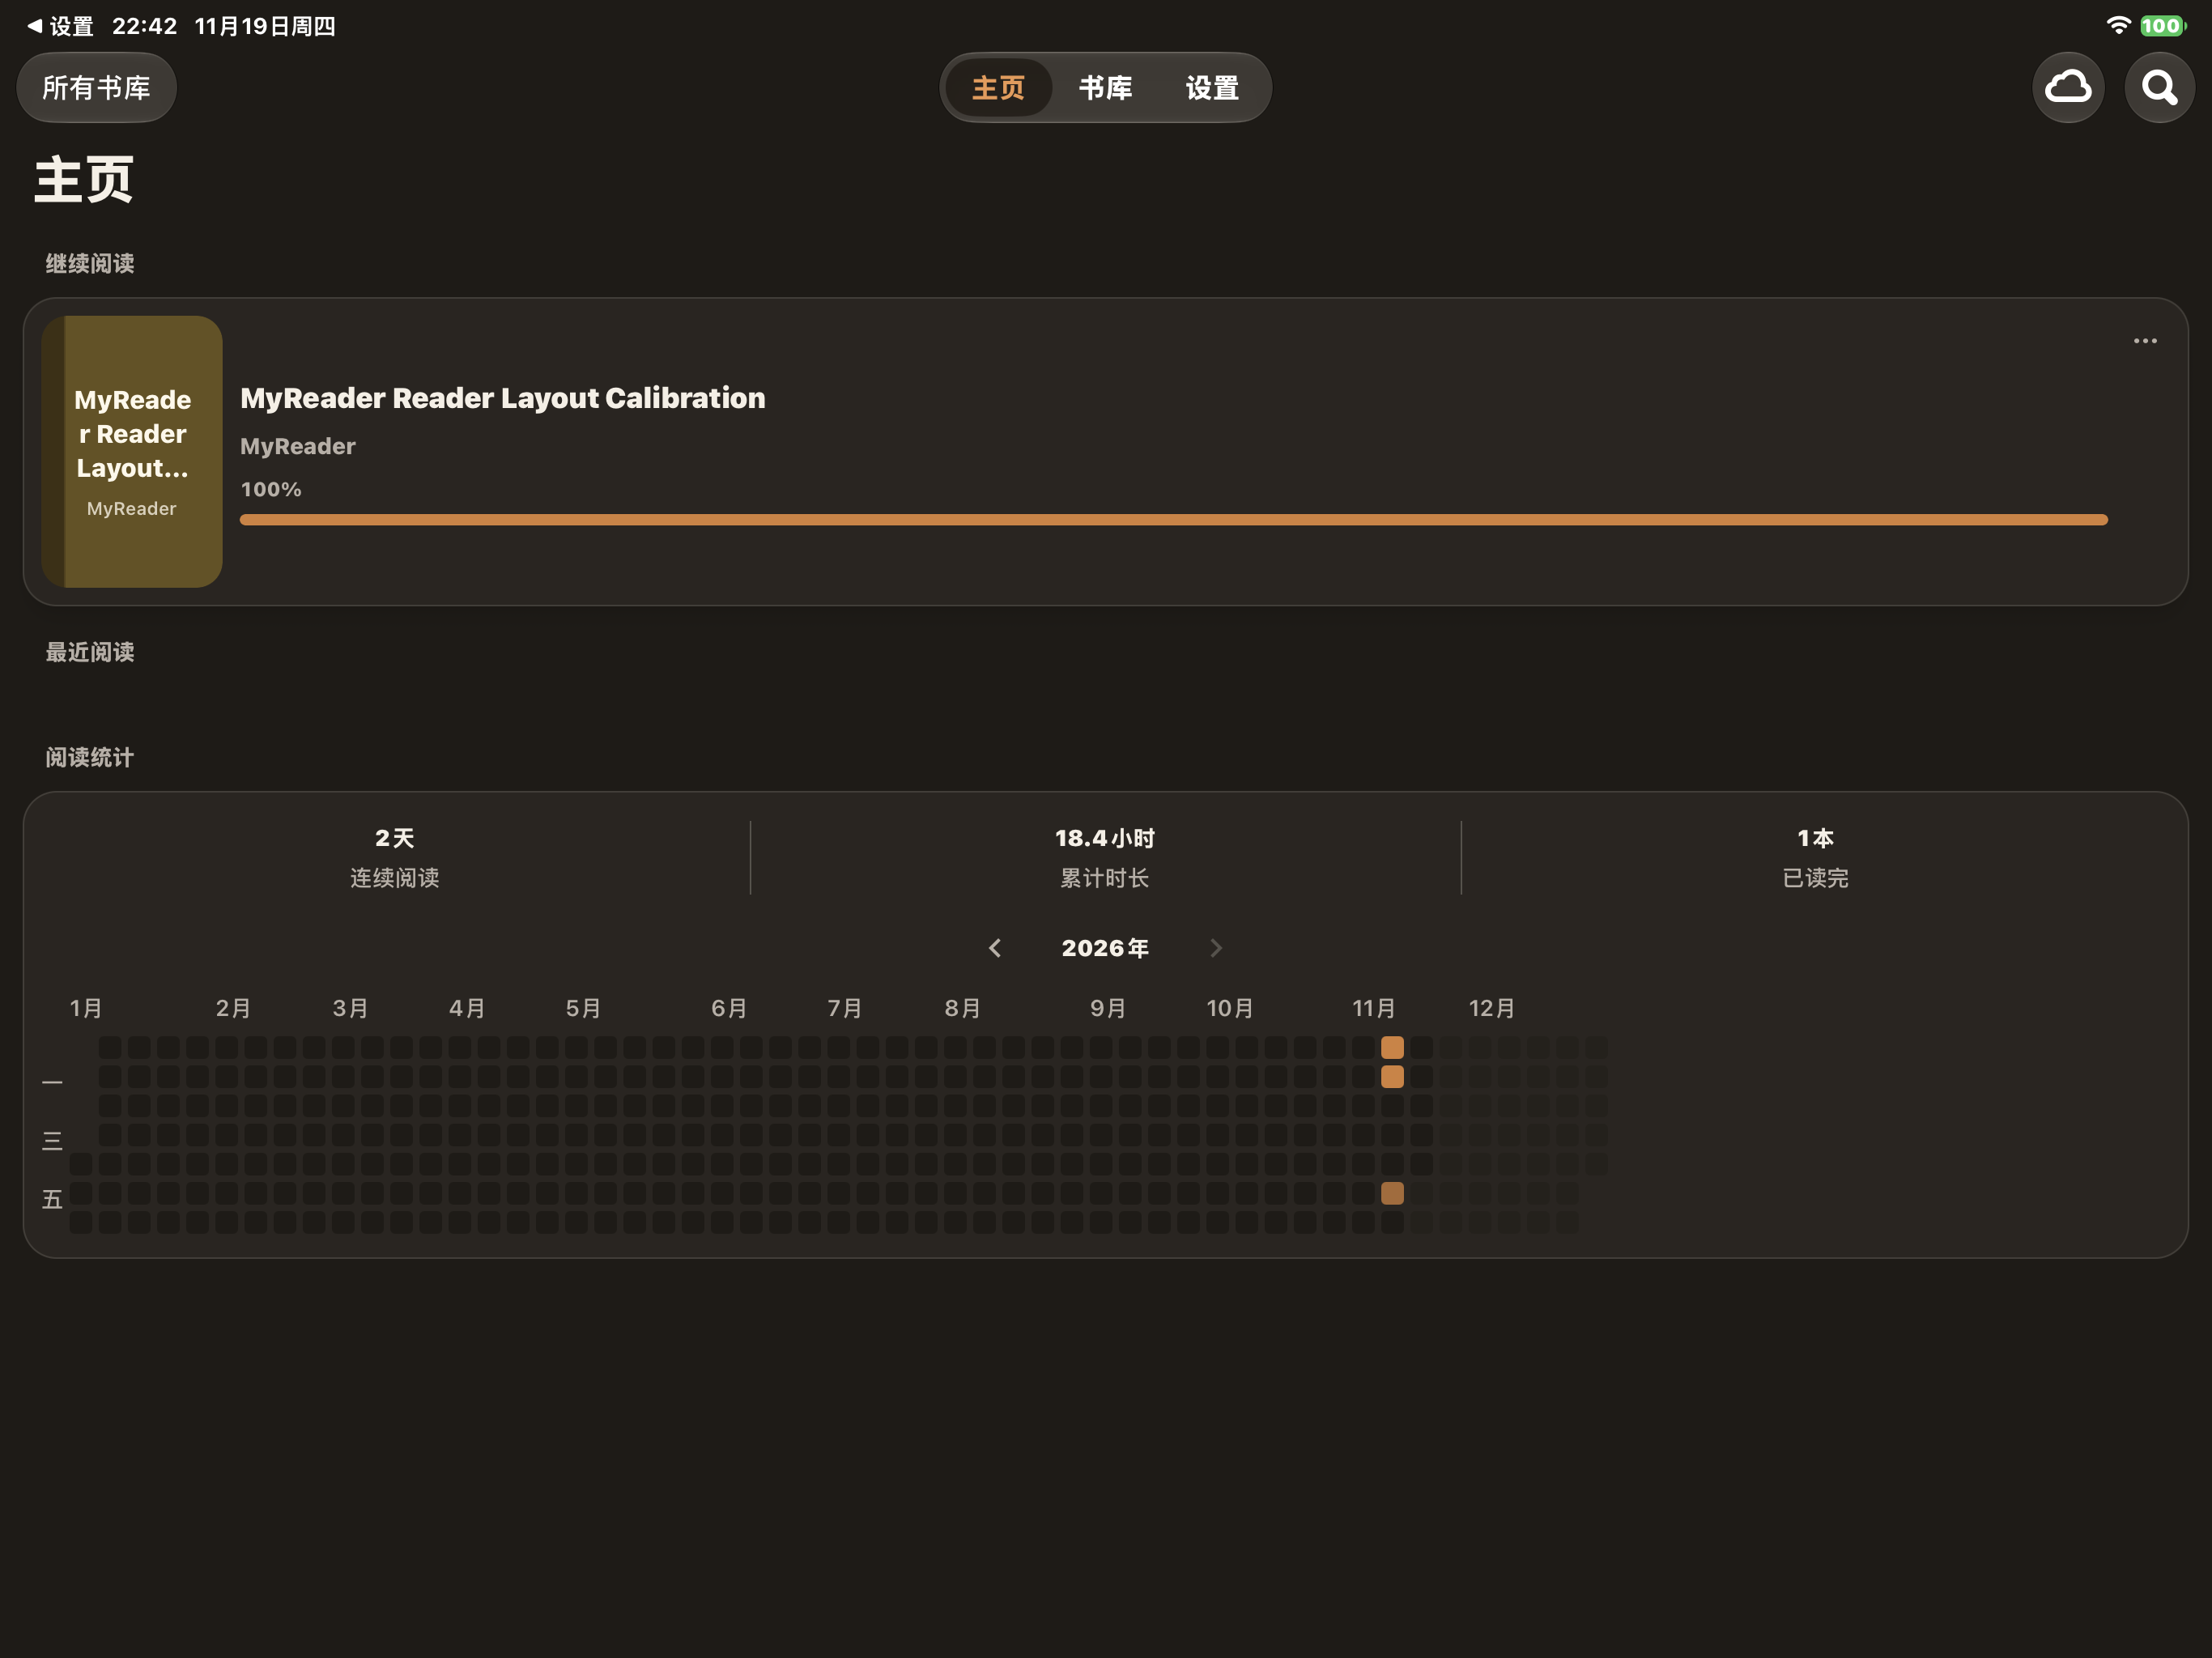 设置 22:42 11月19日周四
100
所有书库
主页 书库 设置
主页
继续阅读
MyReade
r Reader
Layout...
MyReader
MyReader Reader Layout Calibration
MyReader
100%
最近阅读
阅读统计
2天
连续阅读
18.4小时
累计时长
1本
已读完
2026年
1月 2月 3月 4月 5月 6月 7月 8月 9月 10月 11月 12月
一
三
五